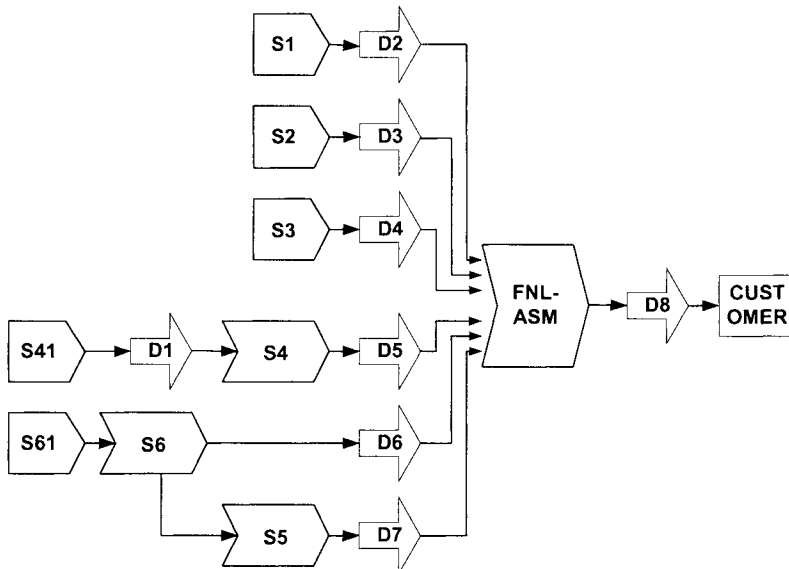 S1
D2
S2
D3
S3
D4
FNL-
ASM
D8
CUST
OMER
S41
D1
S4
D5
S61
S6
D6
S5
D7